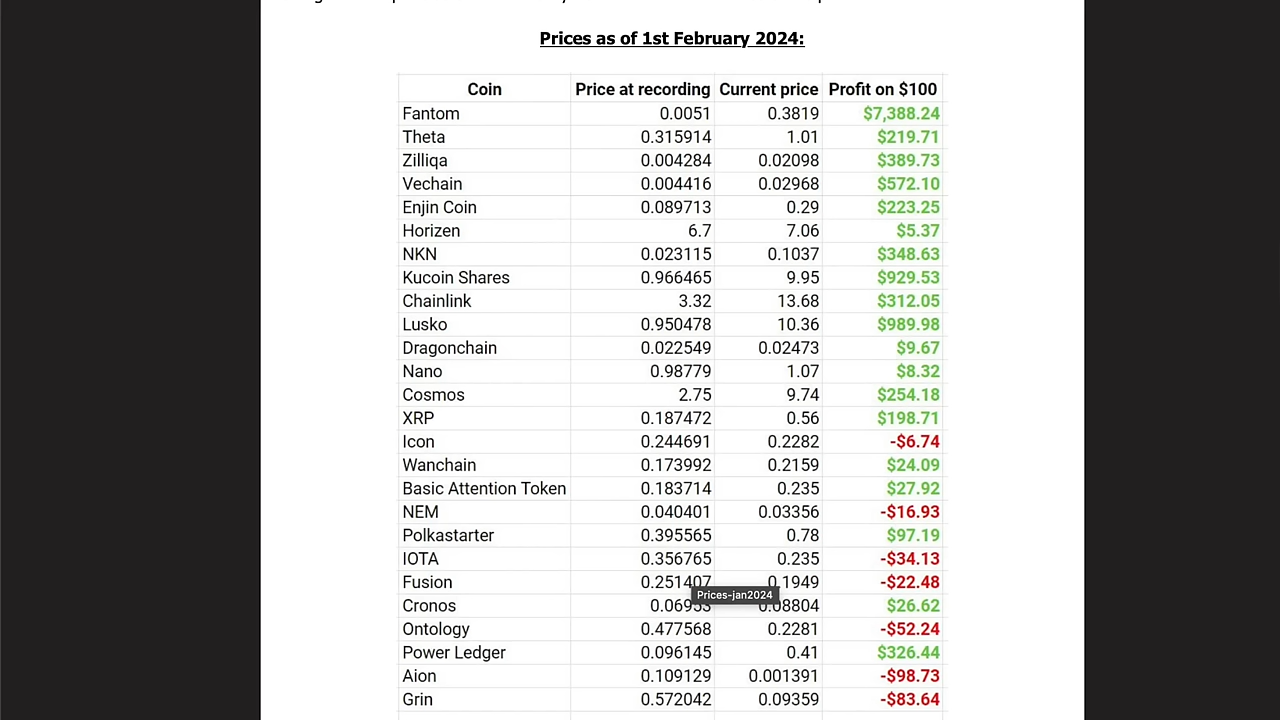 Prices as of 1st February 2024:
Coin Price at recording Current price Profit on $100
Fantom 0.0051 0.3819 $7,388.24
Theta 0.315914 1.01 $219.71
Zilliqa 0.004284 0.02098 $389.73
Vechain 0.004416 0.02968 $572.10
Enjin Coin 0.089713 0.29 $223.25
Horizen 6.7 7.06 $5.37
NKN 0.023115 0.1037 $348.63
Kucoin Shares 0.966465 9.95 $929.53
Chainlink 3.32 13.68 $312.05
Lusko 0.950478 10.36 $989.98
Dragonchain 0.022549 0.02473 $9.67
Nano 0.98779 1.07 $8.32
Cosmos 2.75 9.74 $254.18
XRP 0.187472 0.56 $198.71
Icon 0.244691 0.2282 -$6.74
Wanchain 0.173992 0.2159 $24.09
Basic Attention Token 0.183714 0.235 $27.92
NEM 0.040401 0.03356 -$16.93
Polkastarter 0.395565 0.78 $97.19
IOTA 0.356765 0.235 -$34.13
Fusion 0.251407 0.1949 -$22.48
Prices-jan2024
Cronos 0.06953 0.08804 $26.62
Ontology 0.477568 0.2281 -$52.24
Power Ledger 0.096145 0.41 $326.44
Aion 0.109129 0.001391 -$98.73
Grin 0.572042 0.09359 -$83.64